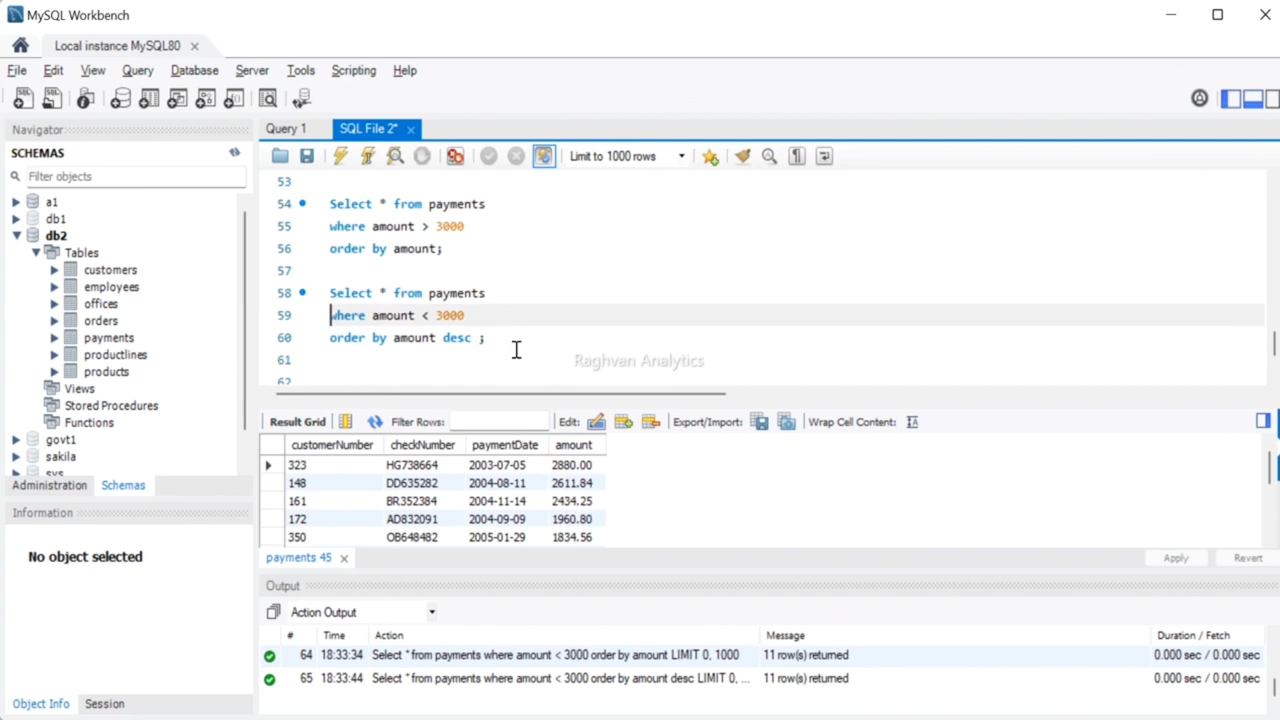 MySQL Workbench
Local instance MySQL80
File Edit View Query Database Server Tools Scripting Help
Navigator
SCHEMAS
Filter objects
a1
db1
db2
Tables
customers
employees
offices
orders
payments
productlines
products
Views
Stored Procedures
Functions
govt1
sakila
sys
Administration Schemas
Information
No object selected
Object Info Session
Query 1 SQL File 2*
Limit to 1000 rows
53
54 Select * from payments
55 where amount > 3000
56 order by amount;
57
58 Select * from payments
59 where amount < 3000
60 order by amount desc ;
61
62
Raghvan Analytics
Result Grid Filter Rows: Edit: Export/Import: Wrap Cell Content:
customerNumber checkNumber paymentDate amount
323 HG738664 2003-07-05 2880.00
148 DD635282 2004-08-11 2611.84
161 BR352384 2004-11-14 2434.25
172 AD832091 2004-09-09 1960.80
350 OB648482 2005-01-29 1834.56
payments 45 Apply Revert
Output
Action Output
# Time Action Message Duration / Fetch
64 18:33:34 Select * from payments where amount < 3000 order by amount LIMIT 0, 1000 11 row(s) returned 0.000 sec / 0.000 sec
65 18:33:44 Select * from payments where amount < 3000 order by amount desc LIMIT 0, ... 11 row(s) returned 0.000 sec / 0.000 sec